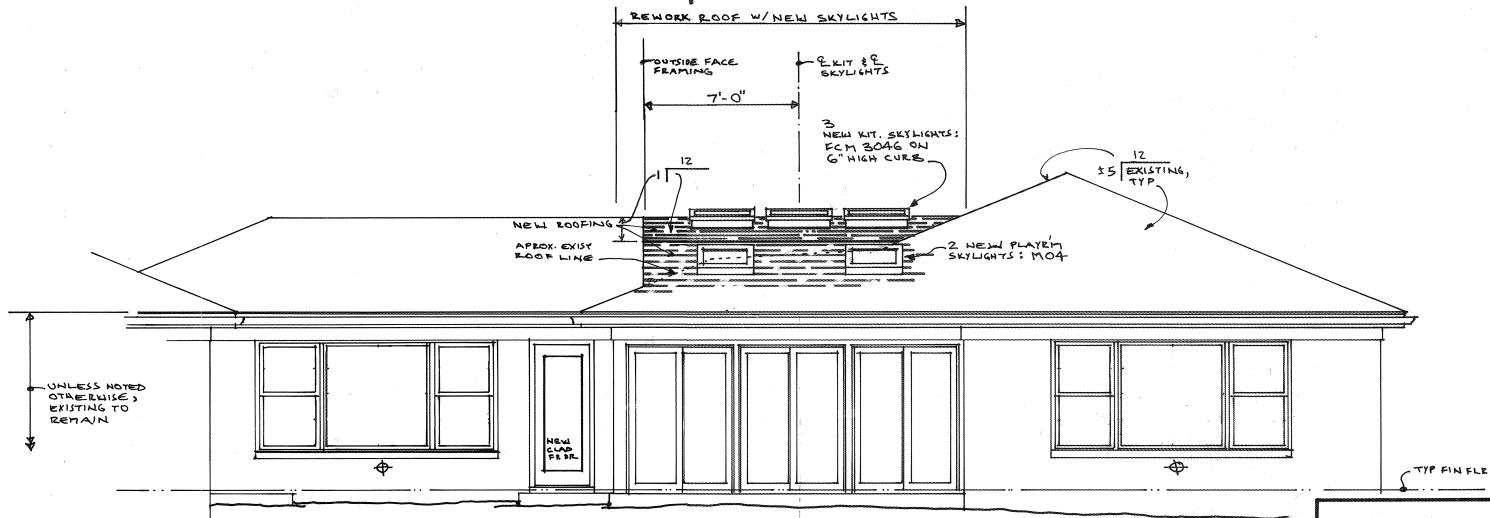 REWORK ROOF W/ NEW SKYLIGHTS
OUTSIDE FACE
FRAMING
℄ KIT & ℄
SKYLIGHTS
7'-0"
3
NEW KIT. SKYLIGHTS:
FCM 3046 ON
6" HIGH CURB
12
1
12
±5 EXISTING,
TYP
NEW ROOFING
APROX. EXIST
ROOF LINE
2 NEW PLAYR'M
SKYLIGHTS: M04
UNLESS NOTED
OTHERWISE,
EXISTING TO
REMAIN
NEW
CLAD
FR DR
TYP FIN FLR